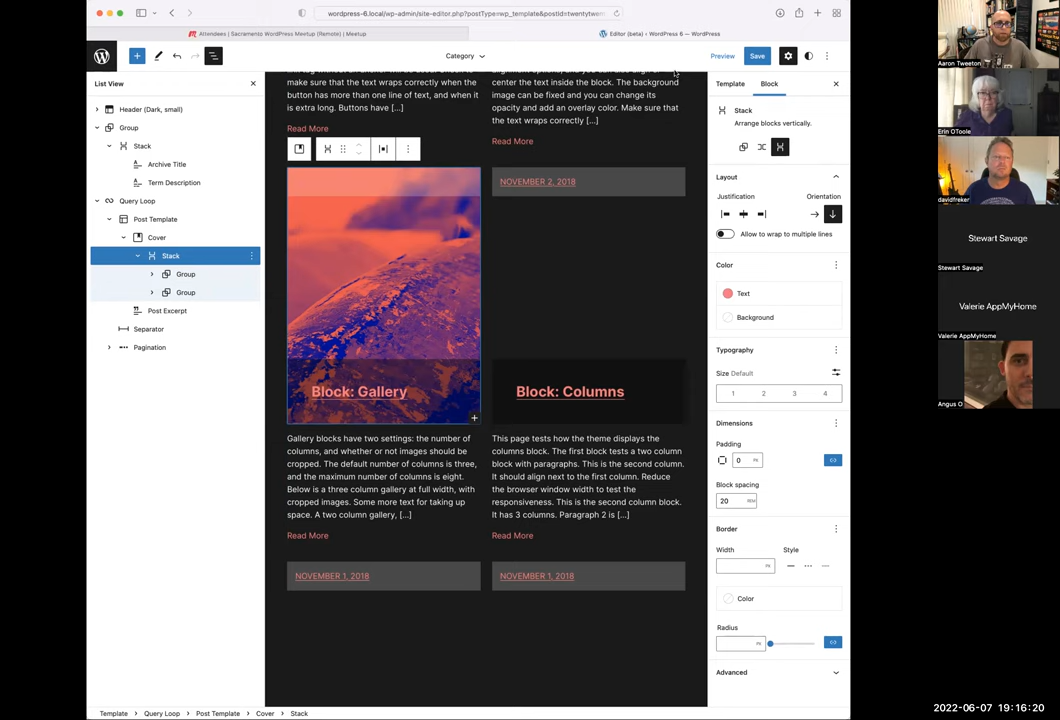 wordpress-6.local/wp-admin/site-editor.php?postType=wp_template&postId=twentytwen
Attendees | Sacramento WordPress Meetup (Remote) | Meetup
Editor (beta) ‹ WordPress 6 — WordPress
Category
Preview
Save
List View
Header (Dark, small)
Group
Stack
Archive Title
Term Description
Query Loop
Post Template
Cover
Stack
Group
Group
Post Excerpt
Separator
Pagination
make sure that the text wraps correctly when the
button has more than one line of text, and when it
is extra long. Buttons have [...]
Read More
center the text inside the block. The background
image can be fixed and you can change its
opacity and add an overlay color. Make sure that
the text wraps correctly [...]
Read More
NOVEMBER 2, 2018
Block: Gallery
Block: Columns
Gallery blocks have two settings: the number of
columns, and whether or not images should be
cropped. The default number of columns is three,
and the maximum number of columns is eight.
Below is a three column gallery at full width, with
cropped images. Some more text for taking up
space. A two column gallery, [...]
Read More
This page tests how the theme displays the
columns block. The first block tests a two column
block with paragraphs. This is the second column.
It should align next to the first column. Reduce
the browser window width to test the
responsiveness. This is the second column block.
It has 3 columns. Paragraph 2 is [...]
Read More
NOVEMBER 1, 2018
NOVEMBER 1, 2018
Template
Block
Stack
Arrange blocks vertically.
Layout
Justification
Orientation
Allow to wrap to multiple lines
Color
Text
Background
Typography
Size Default
1 2 3 4
Dimensions
Padding
0 PX
Block spacing
20 REM
Border
Width
Style
PX
Color
Radius
PX
Advanced
Template > Query Loop > Post Template > Cover > Stack
Aaron Tweeton
Erin OToole
davidfreker
Stewart Savage
Stewart Savage
Valerie AppMyHome
Valerie AppMyHome
Angus O
2022-06-07 19:16:20